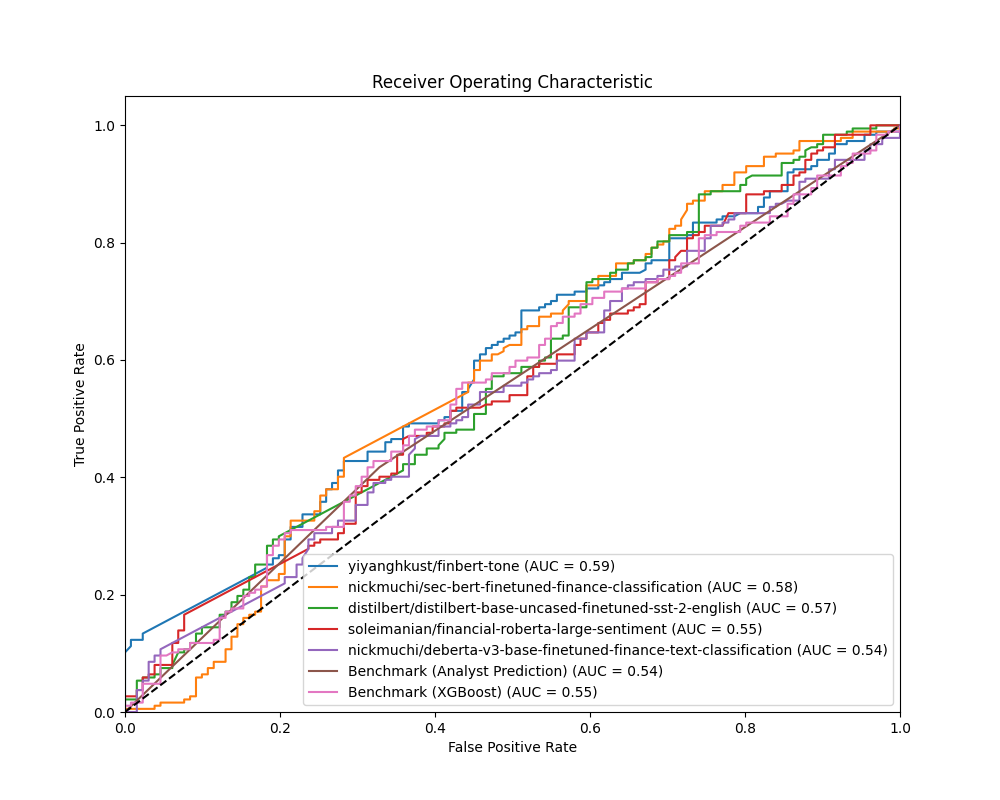 Receiver Operating Characteristic
True Positive Rate
1.0
0.8
0.6
0.4
0.2
0.0
yiyanghkust/finbert-tone (AUC = 0.59)
nickmuchi/sec-bert-finetuned-finance-classification (AUC = 0.58)
distilbert/distilbert-base-uncased-finetuned-sst-2-english (AUC = 0.57)
soleimanian/financial-roberta-large-sentiment (AUC = 0.55)
nickmuchi/deberta-v3-base-finetuned-finance-text-classification (AUC = 0.54)
Benchmark (Analyst Prediction) (AUC = 0.54)
Benchmark (XGBoost) (AUC = 0.55)
0.0 0.2 0.4 0.6 0.8 1.0
False Positive Rate